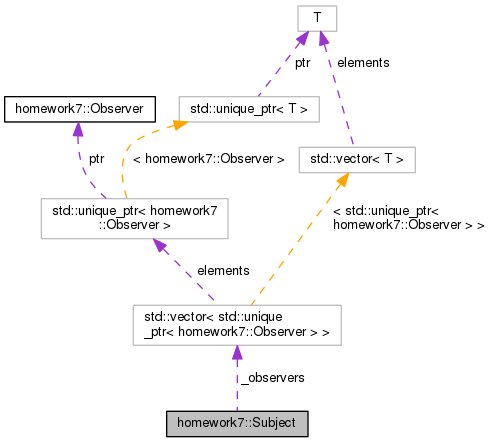 T
ptr
elements
homework7::Observer
std::unique_ptr< T >
ptr
< homework7::Observer >
std::vector< T >
std::unique_ptr< homework7
::Observer >
< std::unique_ptr<
homework7::Observer > >
elements
std::vector< std::unique
_ptr< homework7::Observer > >
_observers
homework7::Subject